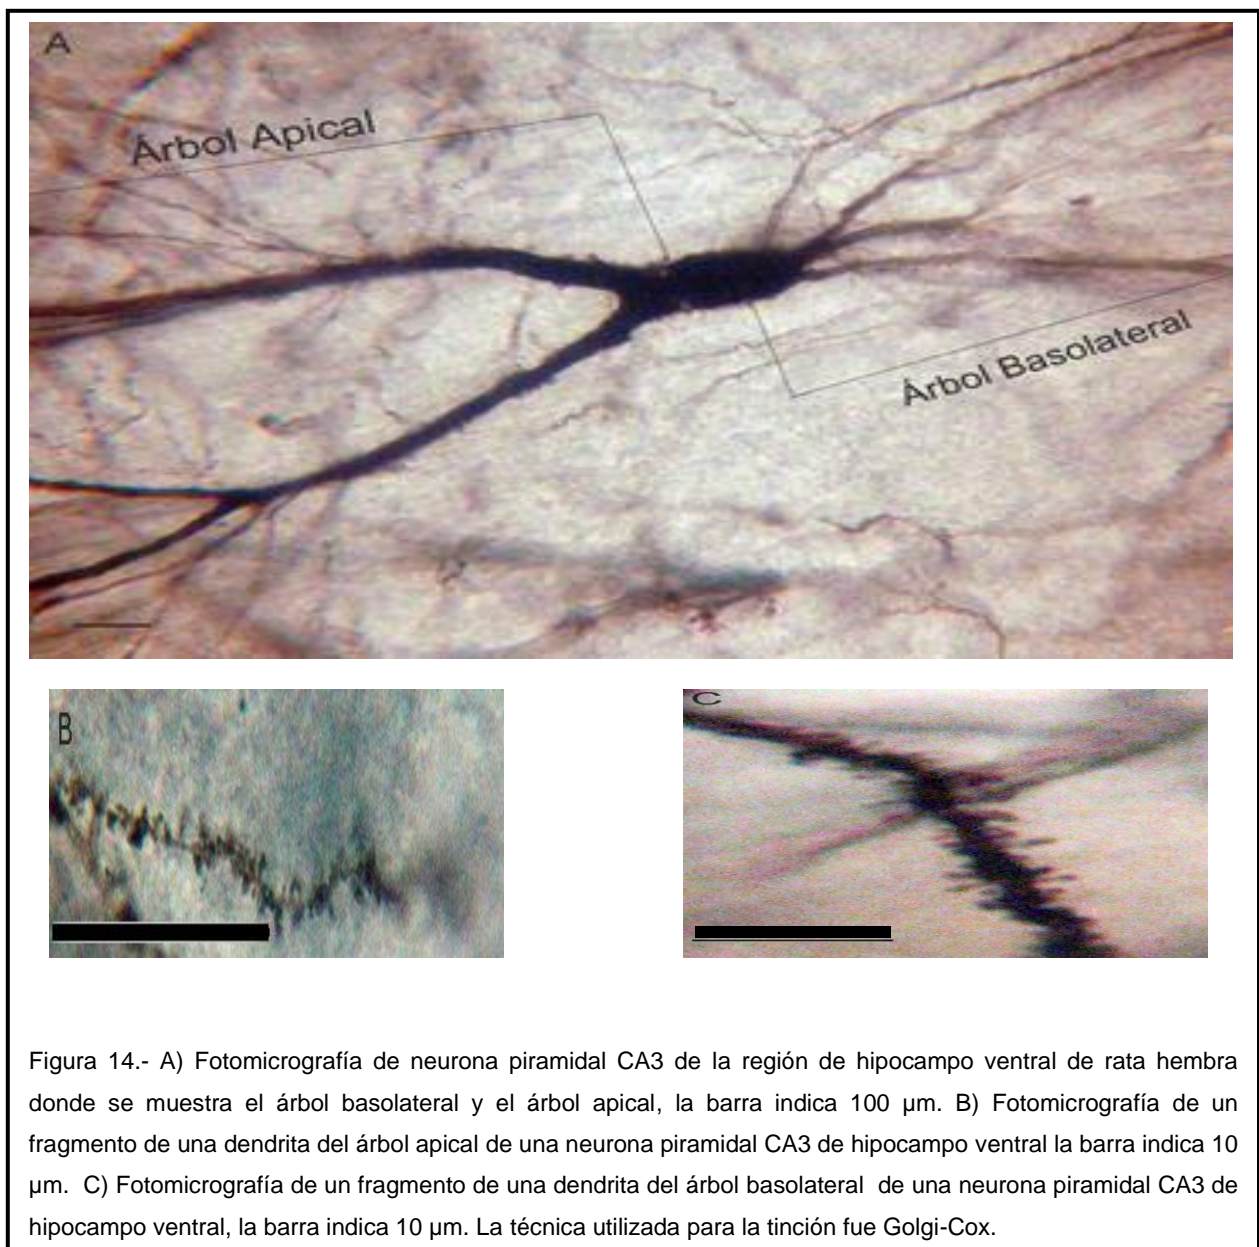 A
Árbol Apical
Árbol Basolateral
B
C
Figura 14.- A) Fotomicrografía de neurona piramidal CA3 de la región de hipocampo ventral de rata hembra
donde se muestra el árbol basolateral y el árbol apical, la barra indica 100 µm. B) Fotomicrografía de un
fragmento de una dendrita del árbol apical de una neurona piramidal CA3 de hipocampo ventral la barra indica 10
µm. C) Fotomicrografía de un fragmento de una dendrita del árbol basolateral de una neurona piramidal CA3 de
hipocampo ventral, la barra indica 10 µm. La técnica utilizada para la tinción fue Golgi-Cox.